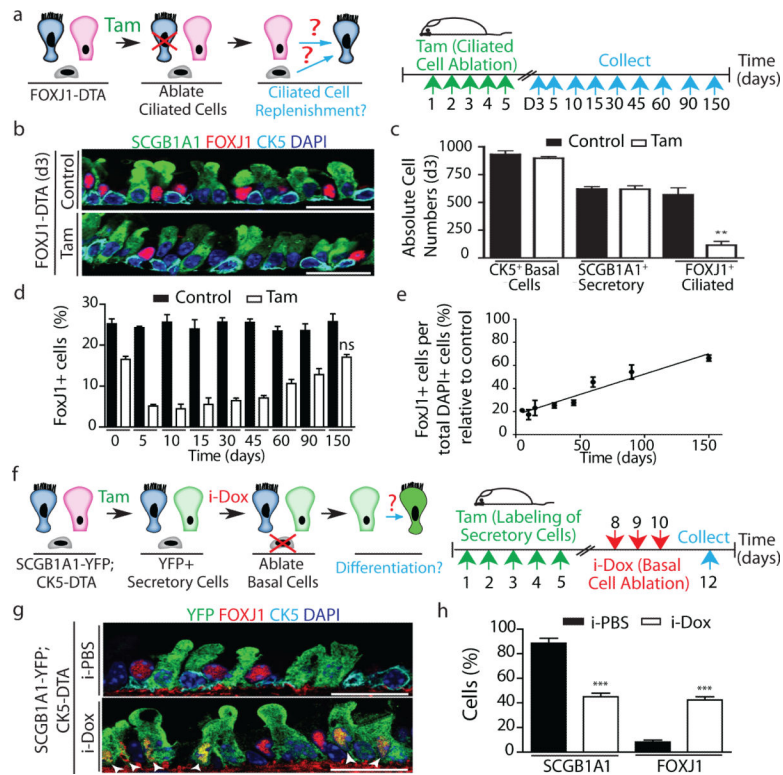 a
Tam
?
?
FOXJ1-DTA
Ablate
Ciliated Cells
Ciliated Cell
Replenishment?
Tam (Ciliated
Cell Ablation)
Collect
Time
(days)
1 2 3 4 5 D3 5 10 15 30 45 60 90 150
b
SCGB1A1 FOXJ1 CK5 DAPI
FOXJ1-DTA (d3)
Control
Tam
c
Control Tam
Absolute Cell
Numbers (d3)
1000
750
500
250
0
**
CK5+ Basal
Cells
SCGB1A1+
Secretory
FOXJ1+
Ciliated
d
Control Tam
FoxJ1+ cells (%)
30
20
10
0
ns
0 5 10 15 30 45 60 90 150
Time (days)
e
FoxJ1+ cells per
total DAPI+ cells (%)
relative to control
100
80
60
40
20
0
0 50 100 150
Time (days)
f
Tam
i-Dox
?
SCGB1A1-YFP;
CK5-DTA
YFP+
Secretory Cells
Ablate
Basal Cells
Differentiation?
Tam (Labeling of
Secretory Cells)
8 9 10
i-Dox (Basal
Cell Ablation)
Collect
Time
(days)
1 2 3 4 5 12
g
YFP FOXJ1 CK5 DAPI
SCGB1A1-YFP;
CK5-DTA
i-PBS
i-Dox
h
i-PBS i-Dox
Cells (%)
100
80
60
40
20
0
***
***
SCGB1A1 FOXJ1